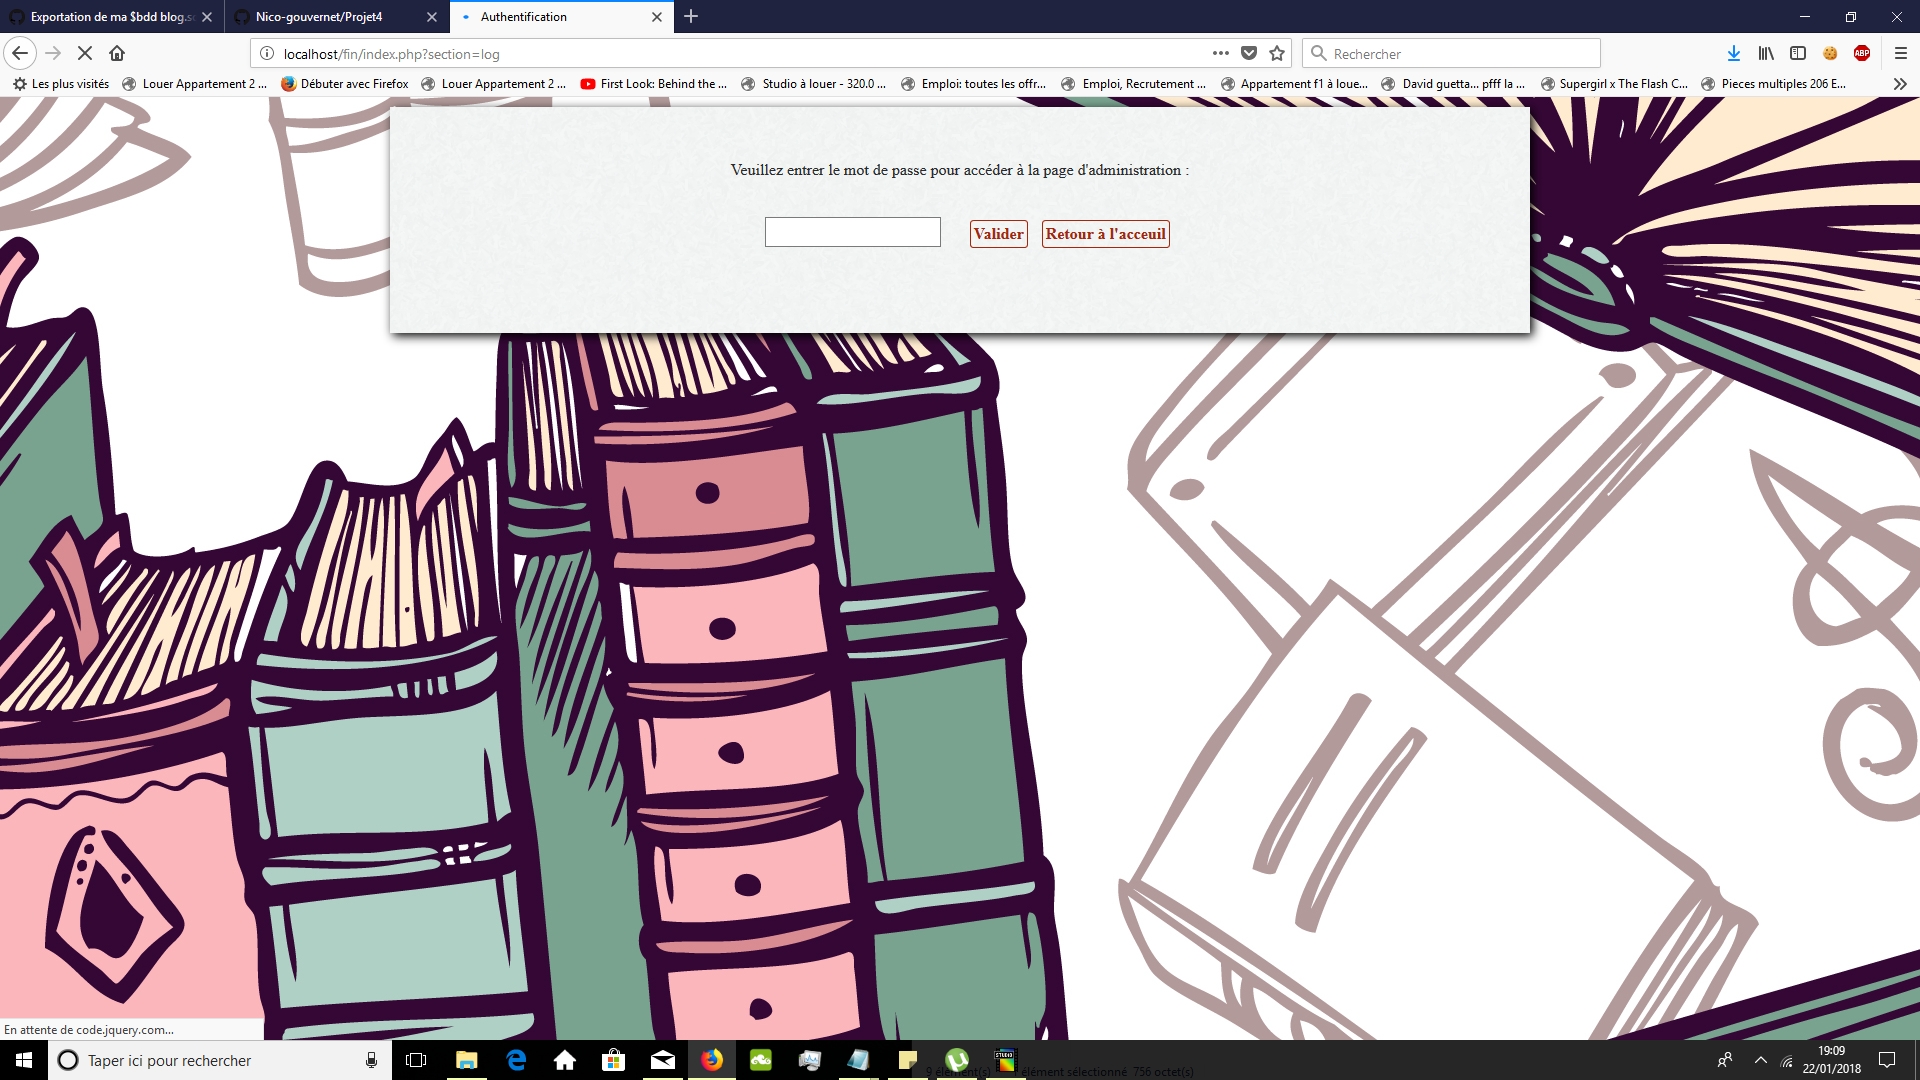 Exportation de ma $bdd blog.s
Nico-gouvernet/Projet4
Authentification
localhost/fin/index.php?section=log
Rechercher
ABP
Les plus visités
Louer Appartement 2 ...
Débuter avec Firefox
Louer Appartement 2 ...
First Look: Behind the ...
Studio à louer - 320.0 ...
Emploi: toutes les offr...
Emploi, Recrutement ...
Appartement f1 à loue...
David guetta... pfff la ...
Supergirl x The Flash C...
Pieces multiples 206 E...
Veuillez entrer le mot de passe pour accéder à la page d'administration :
Valider
Retour à l'acceuil
En attente de code.jquery.com...
Taper ici pour rechercher
STUDIO
9 élément(s)
1 élément sélectionné 756 octet(s)
19:09
22/01/2018